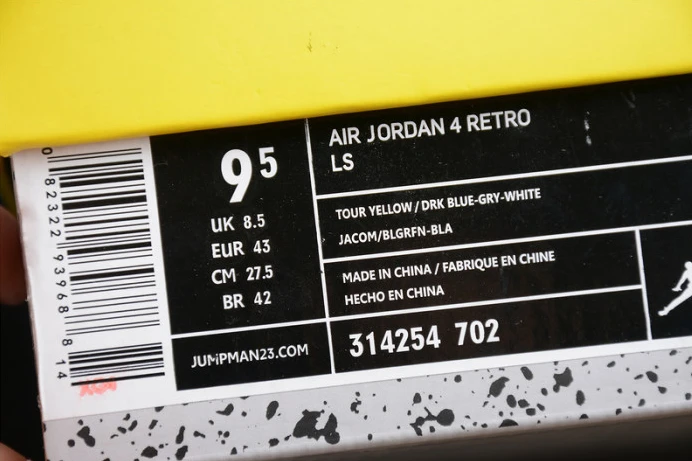 0 82322 93968 8 14
9 5
UK 8.5
EUR 43
CM 27.5
BR 42
JUMPMAN23.COM
AIR JORDAN 4 RETRO
LS
TOUR YELLOW/DRK BLUE-GRY-WHITE
JACOM/BLGRFN-BLA
MADE IN CHINA / FABRIQUE EN CHINE
HECHO EN CHINA
314254 702